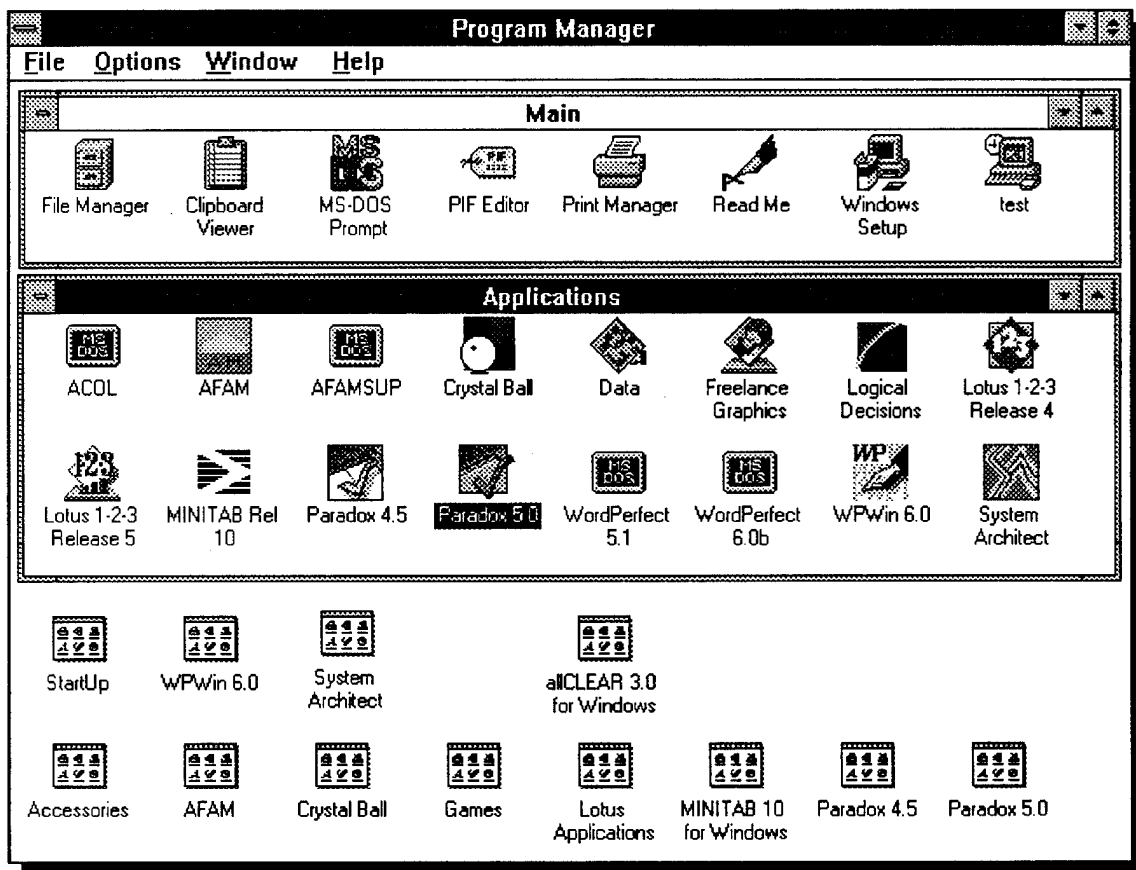 Program Manager
File Options Window Help
Main
File Manager Clipboard MS-DOS PIF Editor Print Manager Read Me Windows test
Viewer Prompt Setup
Applications
ACOL AFAM AFAMSUP Crystal Ball Data Freelance Logical Lotus 1-2-3
Graphics Decisions Release 4
Lotus 1-2-3 MINITAB Rel Paradox 4.5 Paradox 5.0 WordPerfect WordPerfect WPWin 6.0 System
Release 5 10 5.1 6.0b Architect
StartUp WPWin 6.0 System allCLEAR 3.0
Architect for Windows
Accessories AFAM Crystal Ball Games Lotus MINITAB 10 Paradox 4.5 Paradox 5.0
Applications for Windows